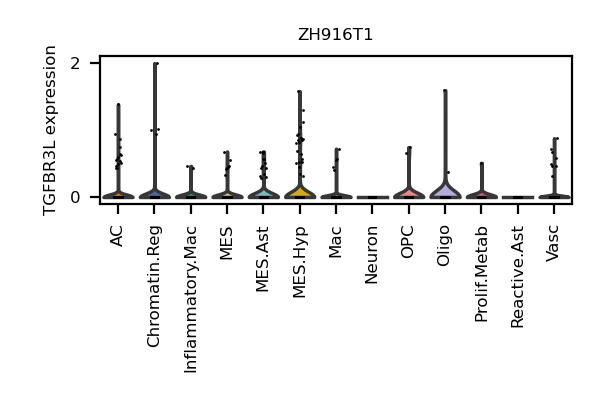 ZH916T1
TGFBR3L expression
2
0
AC
Chromatin.Reg
Inflammatory.Mac
MES
MES.Ast
MES.Hyp
Mac
Neuron
OPC
Oligo
Prolif.Metab
Reactive.Ast
Vasc